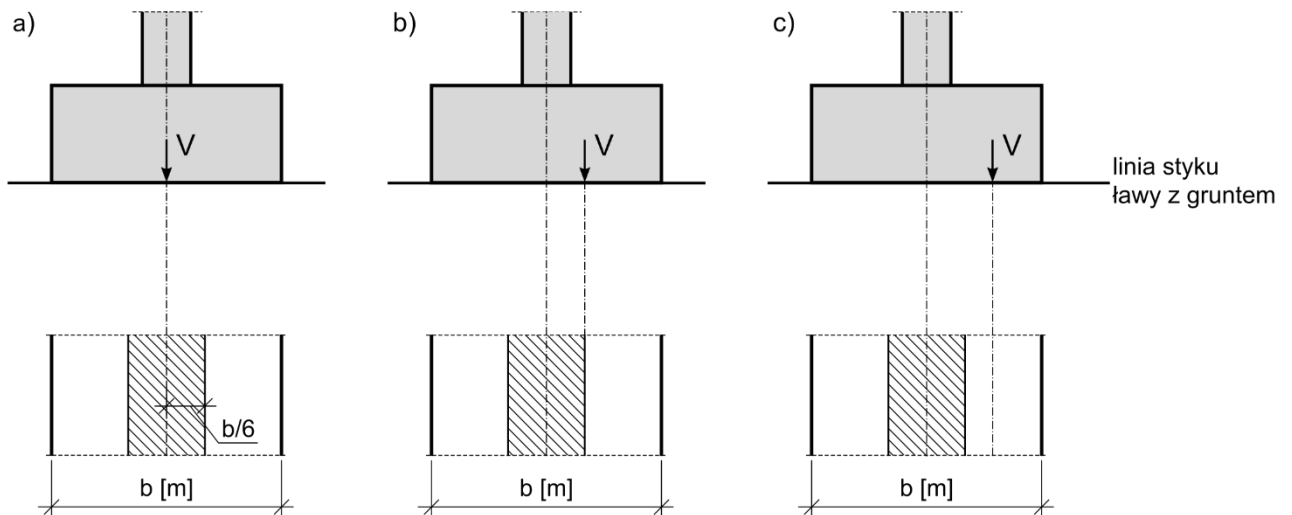 a)
b)
c)
V
V
V
linia styku
ławy z gruntem
b/6
b [m]
b [m]
b [m]